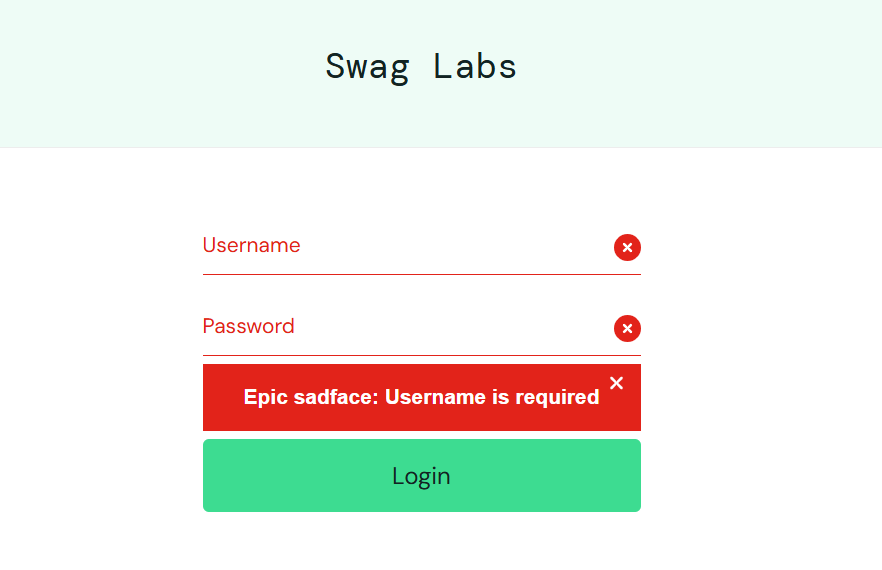 Swag Labs
Username
Password
Epic sadface: Username is required
Login